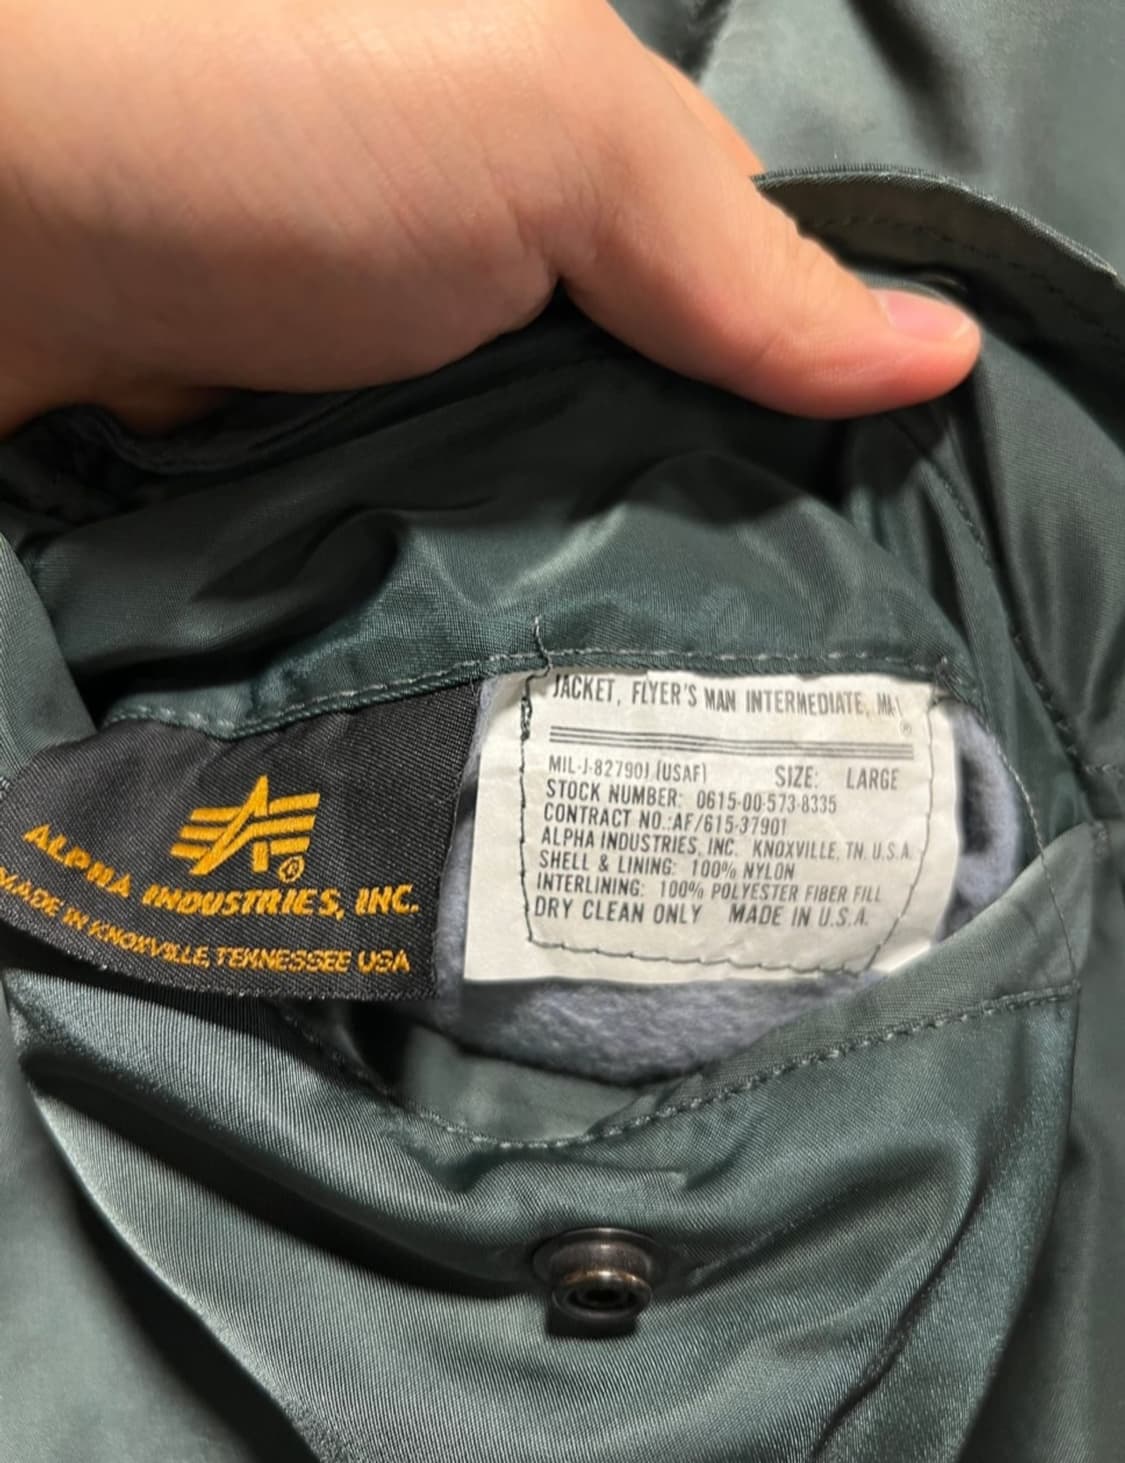 ALPHA INDUSTRIES, INC.
MADE IN KNOXVILLE, TENNESSEE USA
JACKET, FLYER'S MAN INTERMEDIATE,
®
MIL-J-82790J (USAF) SIZE: LARGE
STOCK NUMBER: 0615-00-573-8335
CONTRACT NO.:AF/615-37901
ALPHA INDUSTRIES, INC. KNOXVILLE, TN. U.S.A.
SHELL & LINING: 100% NYLON
INTERLINING: 100% POLYESTER FIBER FILL
DRY CLEAN ONLY MADE IN U.S.A.